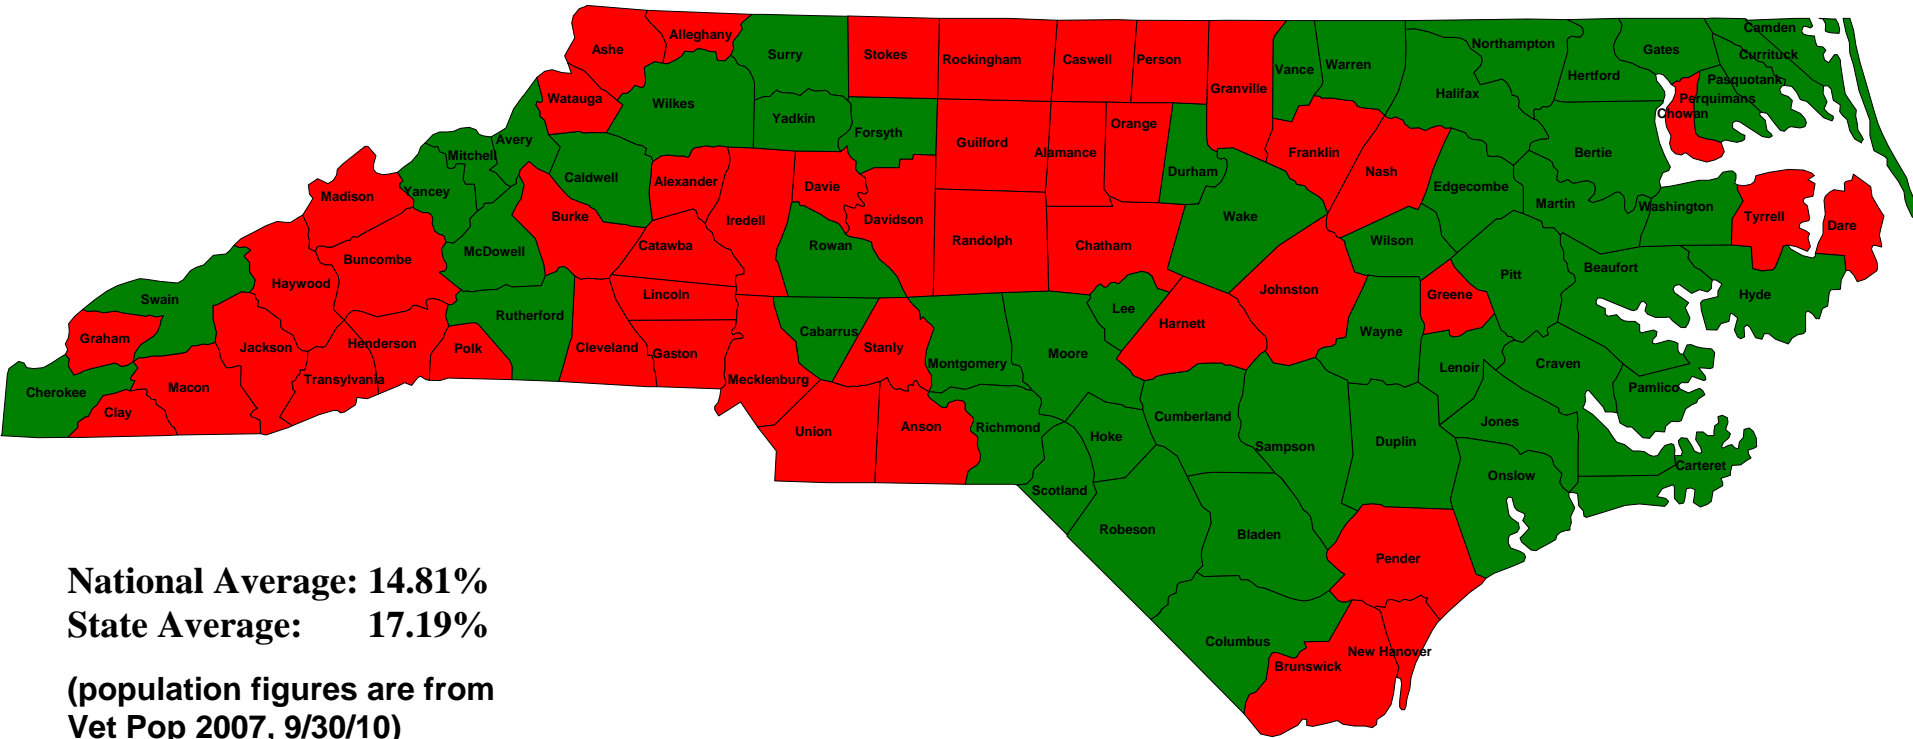 Ashe
Alleghany
Surry
Stokes
Rockingham
Caswell
Person
Granville
Vance
Warren
Northampton
Gates
Camden
Currituck
Hertford
Pasquotank
Perquimans
Chowan
Halifax
Watauga
Wilkes
Yadkin
Forsyth
Guilford
Alamance
Orange
Durham
Franklin
Nash
Edgecombe
Bertie
Martin
Washington
Tyrrell
Dare
Avery
Mitchell
Yancey
Madison
Caldwell
Alexander
Davie
Iredell
Burke
Catawba
McDowell
Buncombe
Haywood
Rowan
Davidson
Randolph
Chatham
Wake
Wilson
Pitt
Beaufort
Hyde
Swain
Graham
Jackson
Henderson
Transylvania
Polk
Rutherford
Cleveland
Lincoln
Gaston
Cabarrus
Stanly
Mecklenburg
Montgomery
Moore
Lee
Harnett
Johnston
Greene
Wayne
Lenoir
Craven
Pamlico
Cherokee
Clay
Macon
Union
Anson
Richmond
Hoke
Cumberland
Sampson
Duplin
Jones
Onslow
Carteret
Scotland
Robeson
Bladen
Pender
Columbus
Brunswick
New Hanover
National Average: 14.81%
State Average: 17.19%
(population figures are from
Vet Pop 2007, 9/30/10)